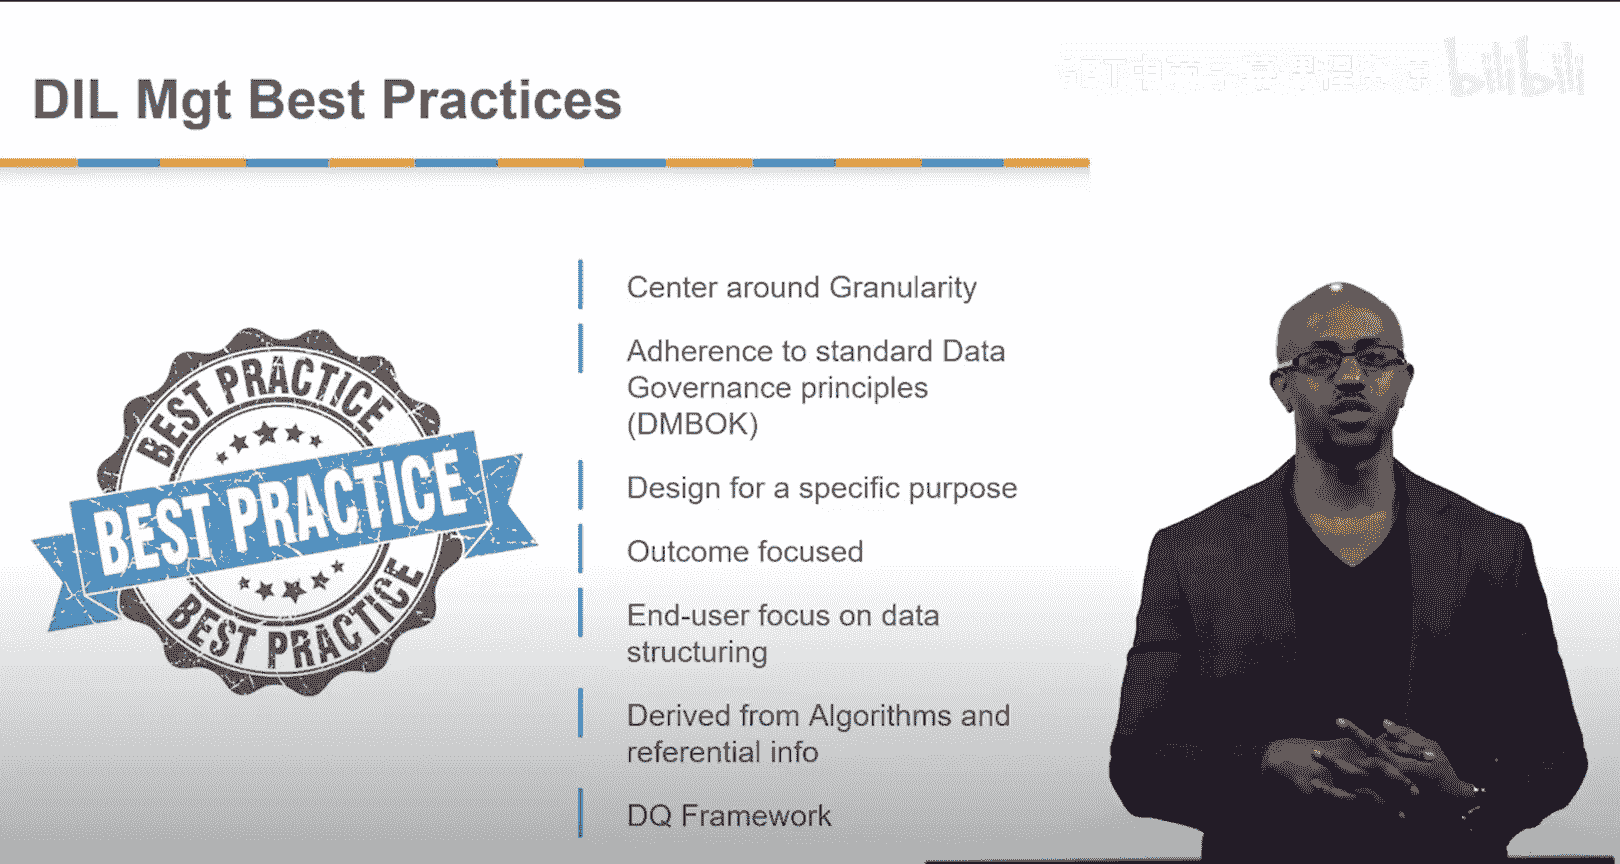 bilibili
DIL Mgt Best Practices
Center around Granularity
Adherence to standard Data
Governance principles
(DMBOK)
Design for a specific purpose
Outcome focused
End-user focus on data
structuring
Derived from Algorithms and
referential info
DQ Framework
BEST PRACTICE
BEST PRACTICE
BEST PRACTICE